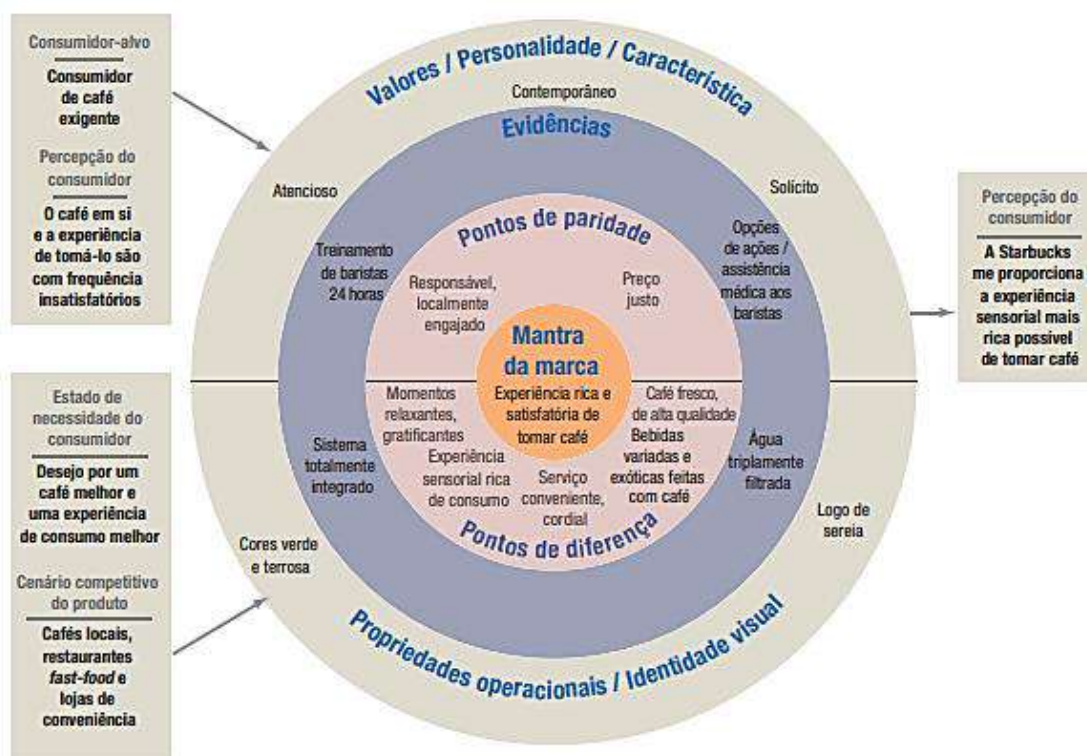 Consumidor-alvo
Consumidor
de café
exigente
Percepção do
consumidor
O café em si
e a experiência
de tomá-lo são
com frequência
insatisfatórios
Estado de
necessidade do
consumidor
Desejo por um
café melhor e
uma experiência
de consumo melhor
Cenário competitivo
do produto
Cafés locais,
restaurantes
fast-food e
lojas de
conveniência
Valores / Personalidade / Característica
Contemporâneo
Atencioso
Solícito
Evidências
Treinamento
de baristas
24 horas
Opções
de ações /
assistência
médica aos
baristas
Pontos de paridade
Responsável,
localmente
engajado
Preço
justo
Mantra
da marca
Experiência rica e
satisfatória de
tomar café
Momentos
relaxantes,
gratificantes
Experiência
sensorial rica
de consumo
Serviço
conveniente,
cordial
Café fresco,
de alta qualidade
Bebidas
variadas e
exóticas feitas
com café
Pontos de diferença
Sistema
totalmente
integrado
Água
triplamente
filtrada
Cores verde
e terrosa
Logo de
sereia
Propriedades operacionais / Identidade visual
Percepção do
consumidor
A Starbucks
me proporciona
a experiência
sensorial mais
rica possível
de tomar café